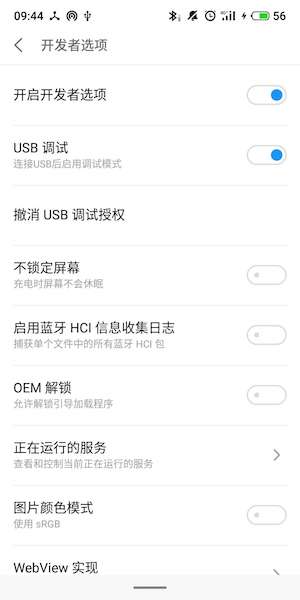 09:44 56
开发者选项
开启开发者选项
USB 调试
连接USB后启用调试模式
撤消 USB 调试授权
不锁定屏幕
充电时屏幕不会休眠
启用蓝牙 HCI 信息收集日志
捕获单个文件中的所有蓝牙 HCI 包
OEM 解锁
允许解锁引导加载程序
正在运行的服务
查看和控制当前正在运行的服务
图片颜色模式
使用 sRGB
WebView 实现